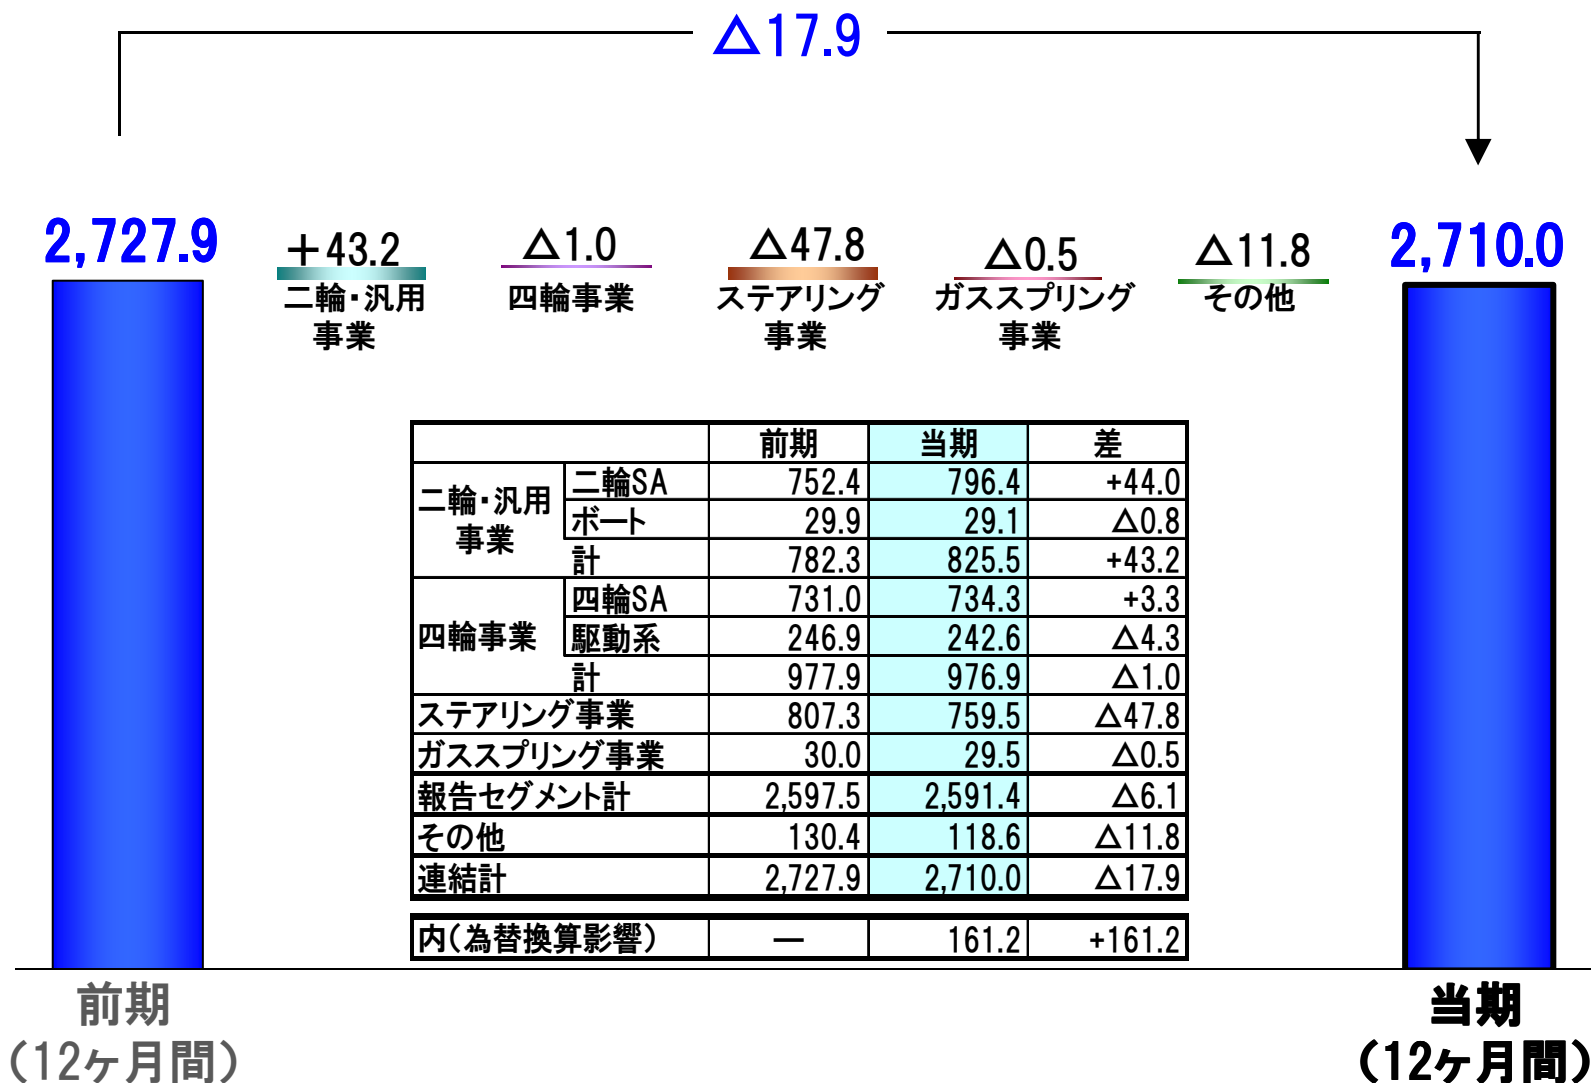 △17.9
2,727.9
+43.2
二輪・汎用
事業
△1.0
四輪事業
△47.8
ステアリング
事業
△0.5
ガススプリング
事業
△11.8
その他
2,710.0
前期 当期 差
二輪・汎用事業 二輪SA 752.4 796.4 +44.0
ボート 29.9 29.1 △0.8
計 782.3 825.5 +43.2
四輪事業 四輪SA 731.0 734.3 +3.3
駆動系 246.9 242.6 △4.3
計 977.9 976.9 △1.0
ステアリング事業 807.3 759.5 △47.8
ガススプリング事業 30.0 29.5 △0.5
報告セグメント計 2,597.5 2,591.4 △6.1
その他 130.4 118.6 △11.8
連結計 2,727.9 2,710.0 △17.9
内(為替換算影響) ― 161.2 +161.2
前期
(12ヶ月間)
当期
(12ヶ月間)